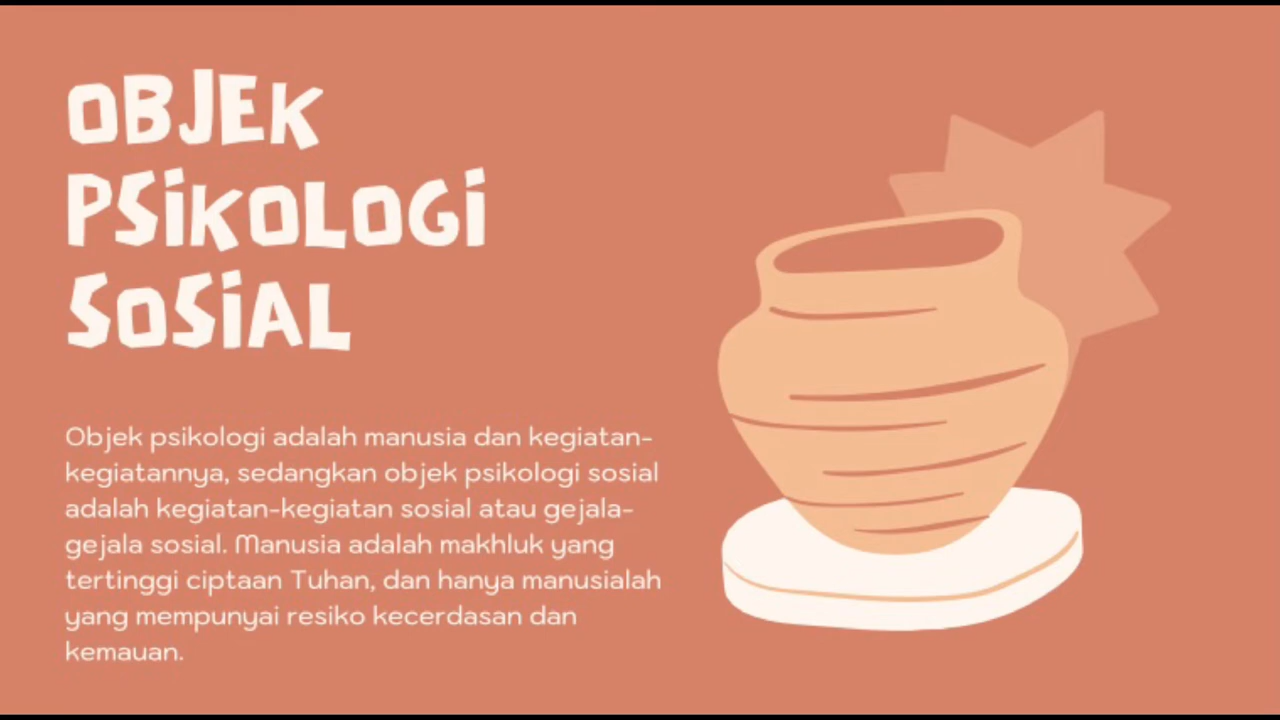 OBJEK
PSIKOLOGI
SOSIAL
Objek psikologi adalah manusia dan kegiatan-
kegiatannya, sedangkan objek psikologi sosial
adalah kegiatan-kegiatan sosial atau gejala-
gejala sosial. Manusia adalah makhluk yang
tertinggi ciptaan Tuhan, dan hanya manusialah
yang mempunyai resiko kecerdasan dan
kemauan.